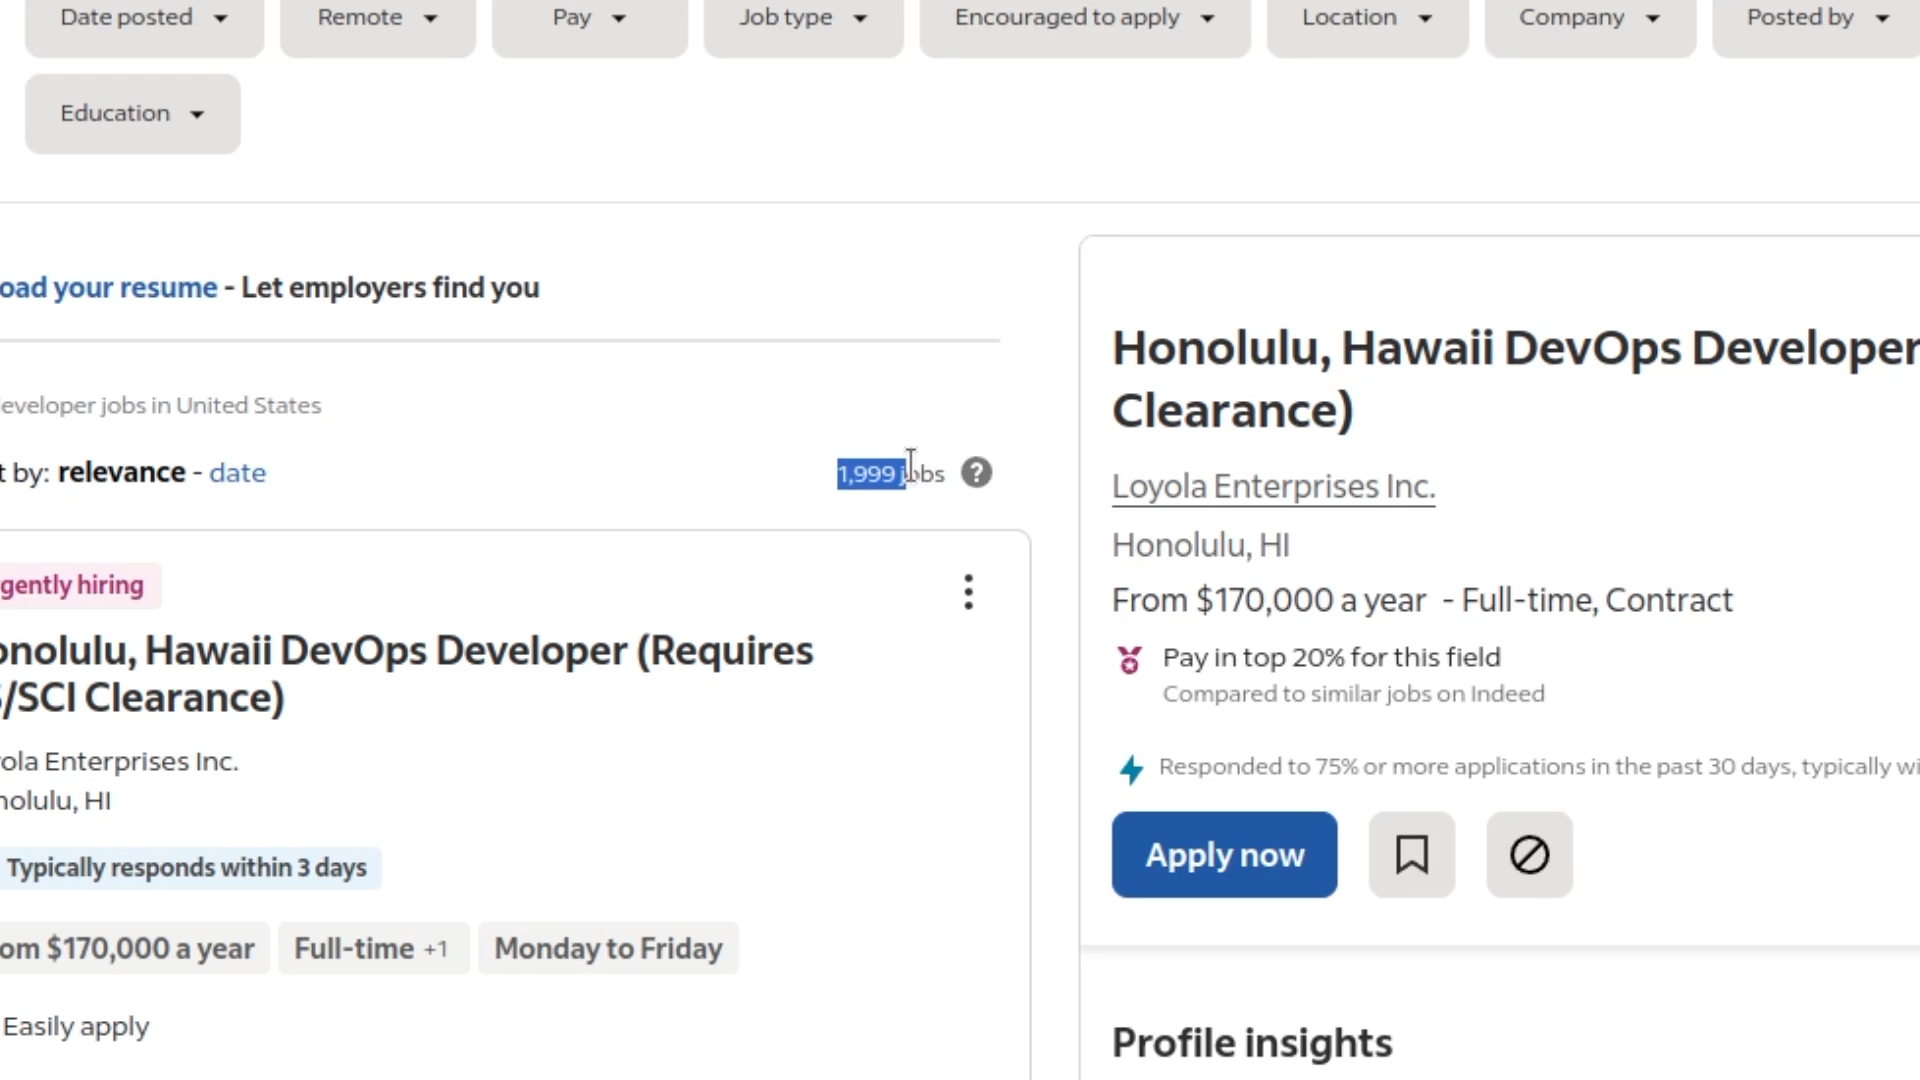 Date posted
Remote
Pay
Job type
Encouraged to apply
Location
Company
Posted by
Education
oad your resume - Let employers find you
eveloper jobs in United States
t by: relevance - date
1,999 jobs
?
gently hiring
onolulu, Hawaii DevOps Developer (Requires
S/SCI Clearance)
ola Enterprises Inc.
nolulu, HI
Typically responds within 3 days
om $170,000 a year
Full-time +1
Monday to Friday
Easily apply
Honolulu, Hawaii DevOps Developer
Clearance)
Loyola Enterprises Inc.
Honolulu, HI
From $170,000 a year - Full-time, Contract
Pay in top 20% for this field
Compared to similar jobs on Indeed
Responded to 75% or more applications in the past 30 days, typically wi
Apply now
Profile insights